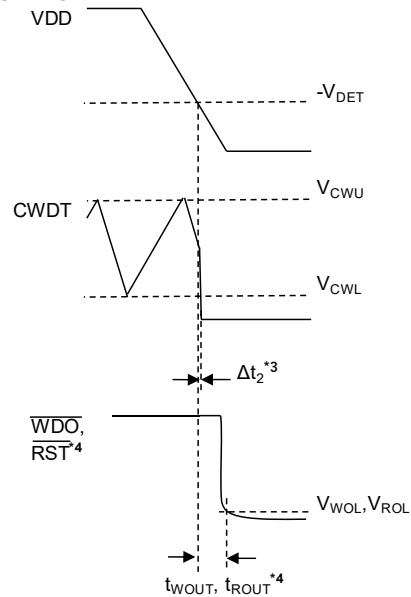 VDD
-VDET
VCWU
CWDT
VCWL
Δt2*3
WDO,
RST*4
VWOL,VROL
tWOUT, tROUT*4